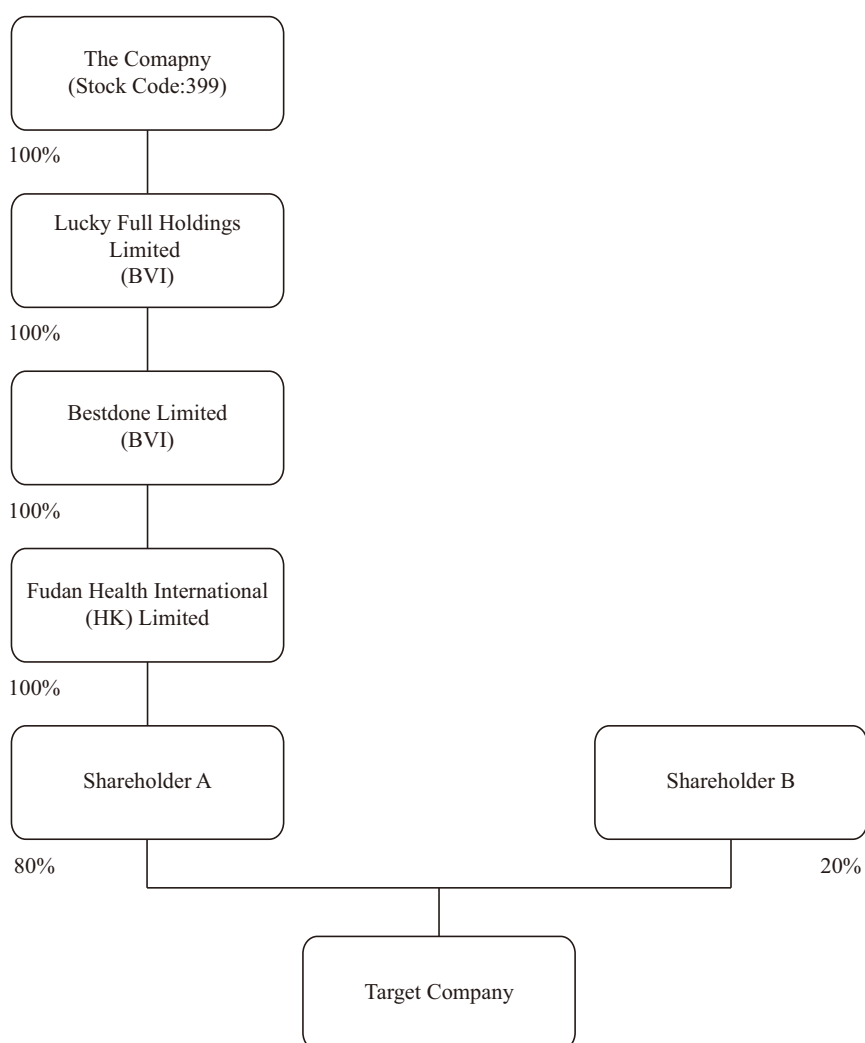 The Comapny
(Stock Code:399)
100%
Lucky Full Holdings
Limited
(BVI)
100%
Bestdone Limited
(BVI)
100%
Fudan Health International
(HK) Limited
100%
Shareholder A
Shareholder B
80%
20%
Target Company